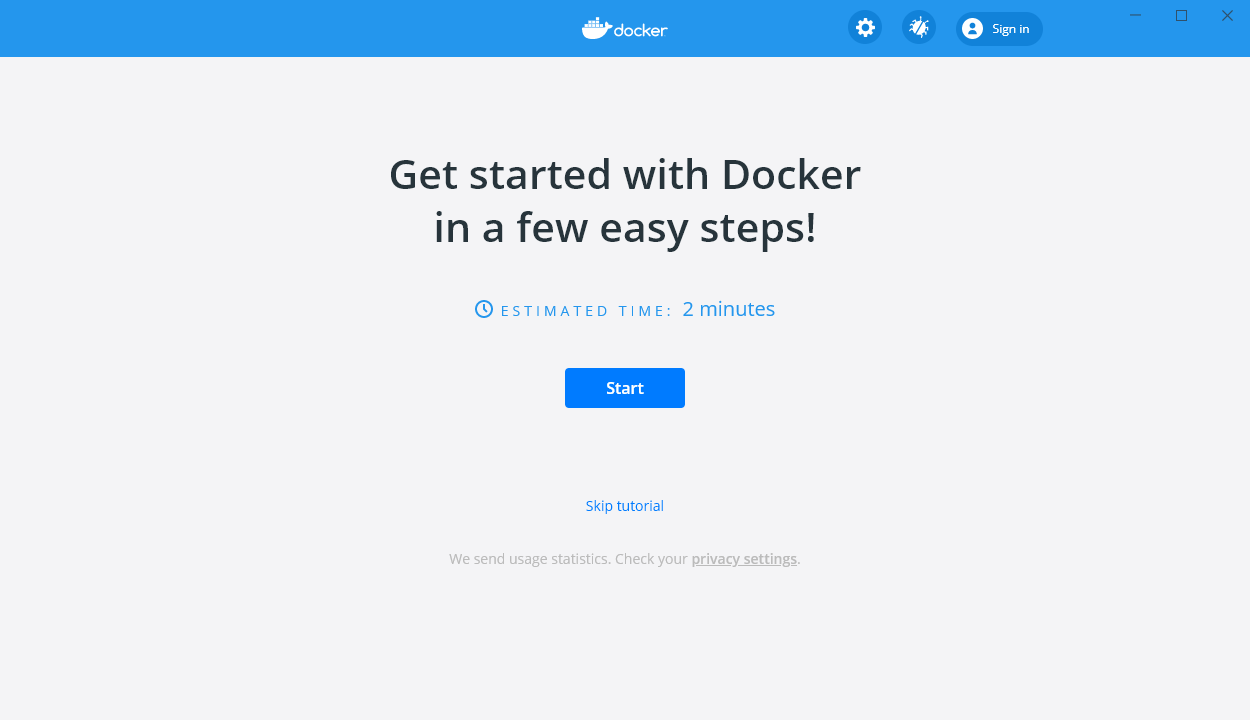 docker
Sign in
Get started with Docker
in a few easy steps!
ESTIMATED TIME: 2 minutes
Start
Skip tutorial
We send usage statistics. Check your privacy settings.